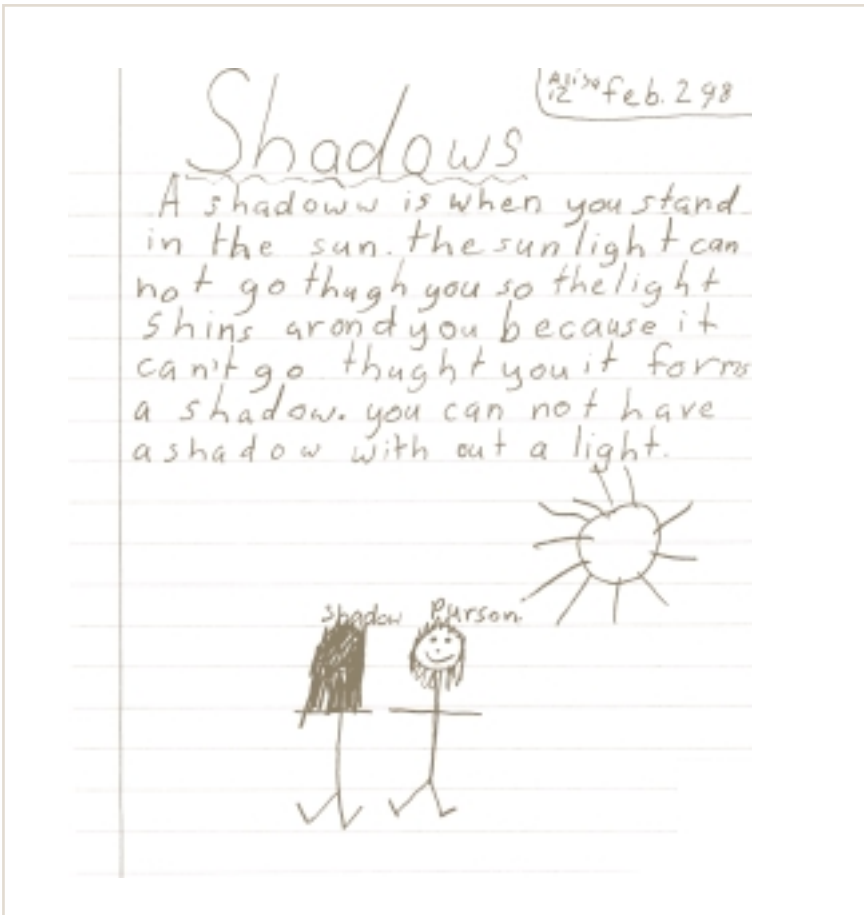 Alisa feb. 2 98
12
Shadows
A shadoww is when you stand
in the sun. the sunlight can
not go thugh you so the light
Shins arond you because it
can't go thught you it forms
a shadow. you can not have
a shadow with out a light.
Shadow Purson.